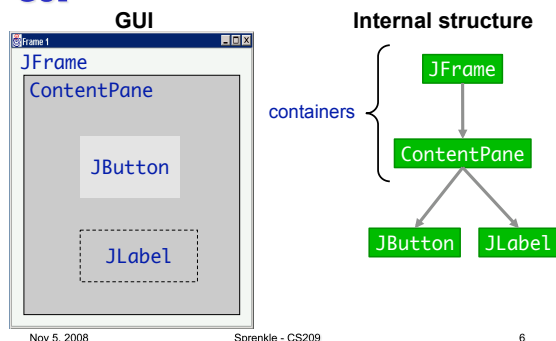 GUI
Internal structure
Frame 1
JFrame
ContentPane
JButton
JLabel
containers
JFrame
ContentPane
JButton
JLabel
Nov 5, 2008
Sprenkle - CS209
6